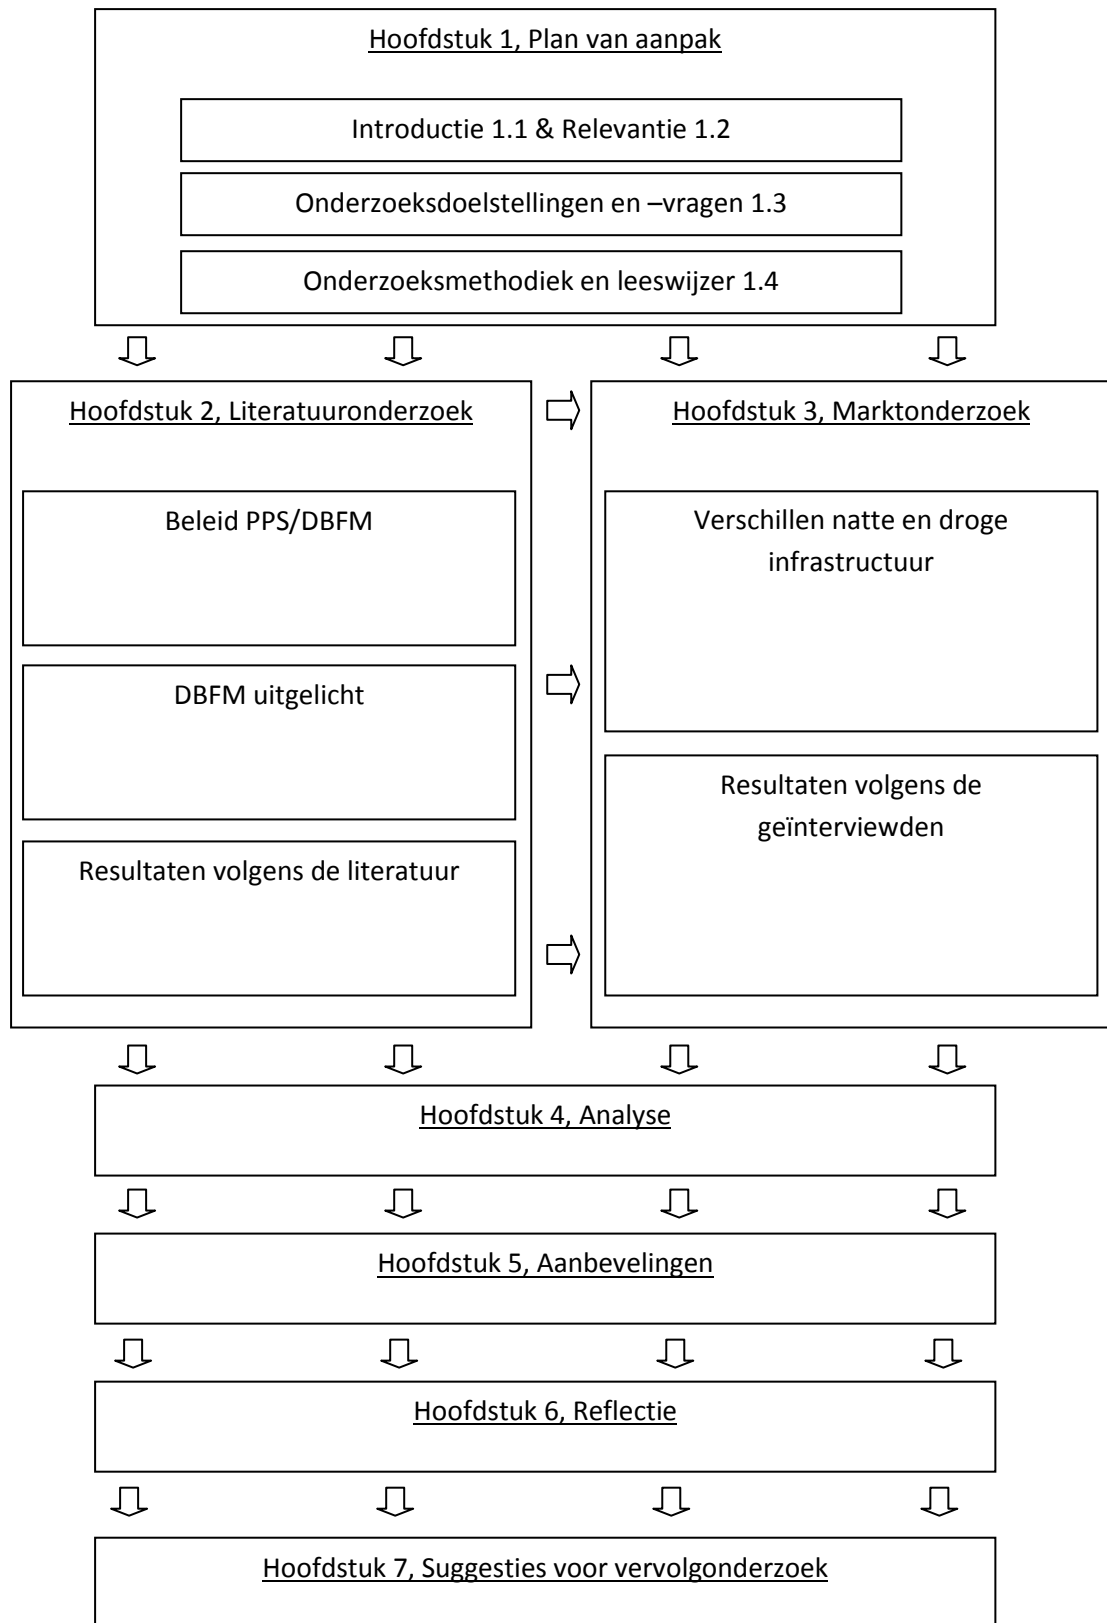 Hoofdstuk 1, Plan van aanpak
Introductie 1.1 & Relevantie 1.2
Onderzoeksdoelstellingen en –vragen 1.3
Onderzoeksmethodiek en leeswijzer 1.4
Hoofdstuk 2, Literatuuronderzoek
Beleid PPS/DBFM
DBFM uitgelicht
Resultaten volgens de literatuur
Hoofdstuk 3, Marktonderzoek
Verschillen natte en droge
infrastructuur
Resultaten volgens de
geïnterviewden
Hoofdstuk 4, Analyse
Hoofdstuk 5, Aanbevelingen
Hoofdstuk 6, Reflectie
Hoofdstuk 7, Suggesties voor vervolgonderzoek